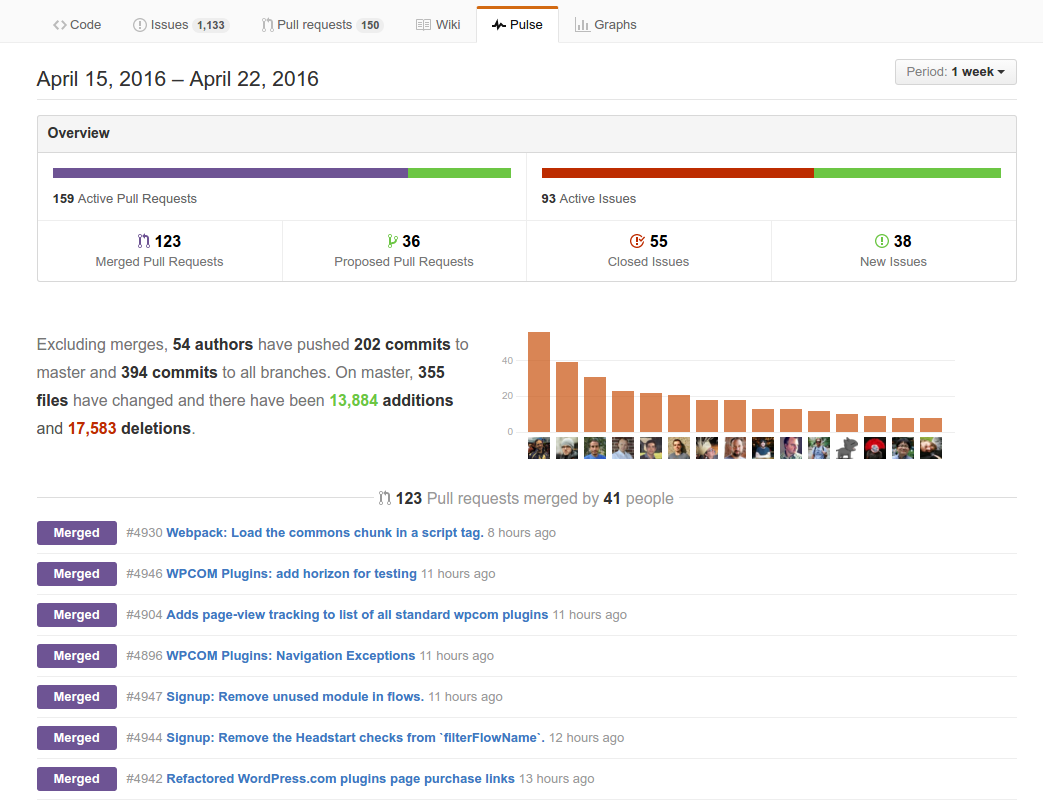 Code Issues 1,133 Pull requests 150 Wiki Pulse Graphs
April 15, 2016 – April 22, 2016
Period: 1 week
Overview
159 Active Pull Requests
93 Active Issues
123
Merged Pull Requests
36
Proposed Pull Requests
55
Closed Issues
38
New Issues
Excluding merges, 54 authors have pushed 202 commits to
master and 394 commits to all branches. On master, 355
files have changed and there have been 13,884 additions
and 17,583 deletions.
40
20
0
123 Pull requests merged by 41 people
Merged #4930 Webpack: Load the commons chunk in a script tag. 8 hours ago
Merged #4946 WPCOM Plugins: add horizon for testing 11 hours ago
Merged #4904 Adds page-view tracking to list of all standard wpcom plugins 11 hours ago
Merged #4896 WPCOM Plugins: Navigation Exceptions 11 hours ago
Merged #4947 Signup: Remove unused module in flows. 11 hours ago
Merged #4944 Signup: Remove the Headstart checks from `filterFlowName`. 12 hours ago
Merged #4942 Refactored WordPress.com plugins page purchase links 13 hours ago